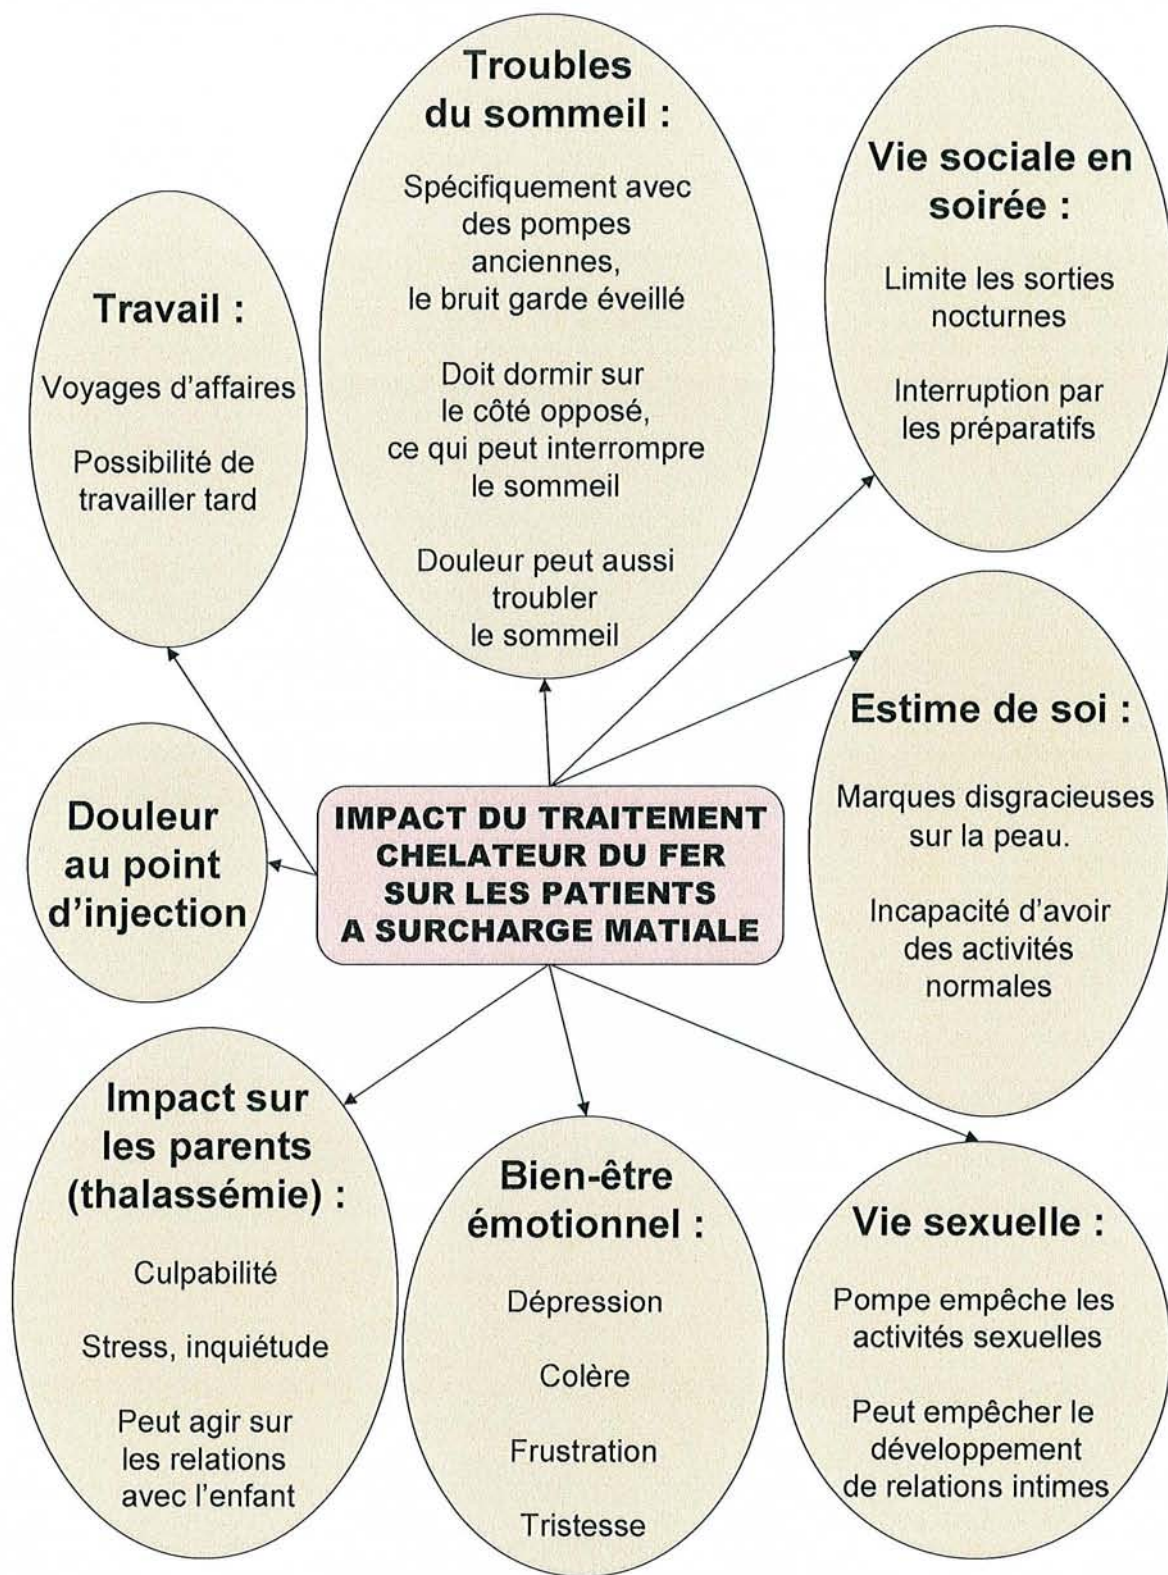 Troubles
du sommeil :
Spécifiquement avec
des pompes
anciennes,
le bruit garde éveillé
Doit dormir sur
le côté opposé,
ce qui peut interrompre
le sommeil
Douleur peut aussi
troubler
le sommeil
Vie sociale en
soirée :
Limite les sorties
nocturnes
Interruption par
les préparatifs
Travail :
Voyages d'affaires
Possibilité de
travailler tard
Estime de soi :
Marques disgracieuses
sur la peau.
Incapacité d'avoir
des activités
normales
Douleur
au point
d'injection
IMPACT DU TRAITEMENT
CHELATEUR DU FER
SUR LES PATIENTS
A SURCHARGE MATIALE
Impact sur
les parents
(thalassémie) :
Culpabilité
Stress, inquiétude
Peut agir sur
les relations
avec l'enfant
Bien-être
émotionnel :
Dépression
Colère
Frustration
Tristesse
Vie sexuelle :
Pompe empêche les
activités sexuelles
Peut empêcher le
développement
de relations intimes